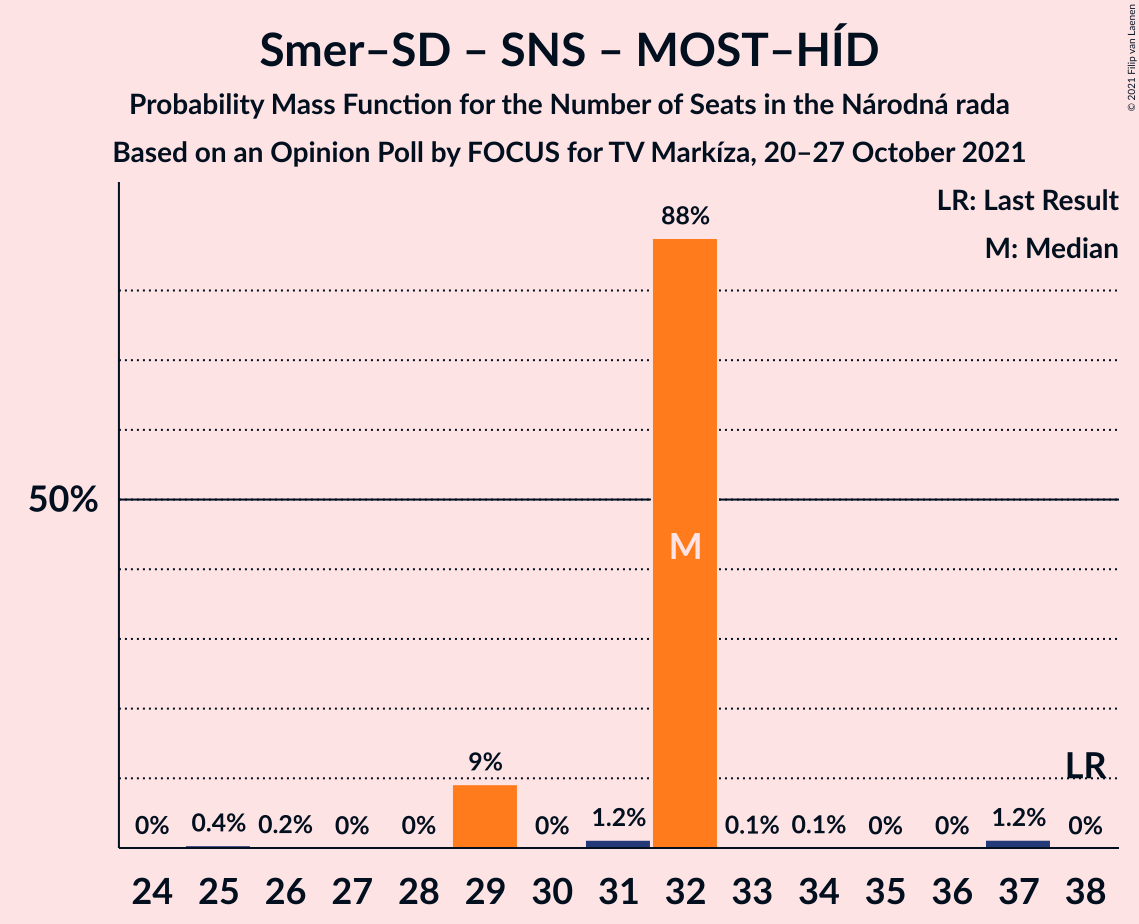 Smer–SD – SNS – MOST–HÍD
Probability Mass Function for the Number of Seats in the Národná rada
Based on an Opinion Poll by FOCUS for TV Markíza, 20–27 October 2021
© 2021 Filip van Laenen
LR: Last Result
M: Median
88%
50%
M
9%
LR
0% 0.4% 0.2% 0% 0% 0% 1.2% 0.1% 0.1% 0% 0% 1.2% 0%
24 25 26 27 28 29 30 31 32 33 34 35 36 37 38